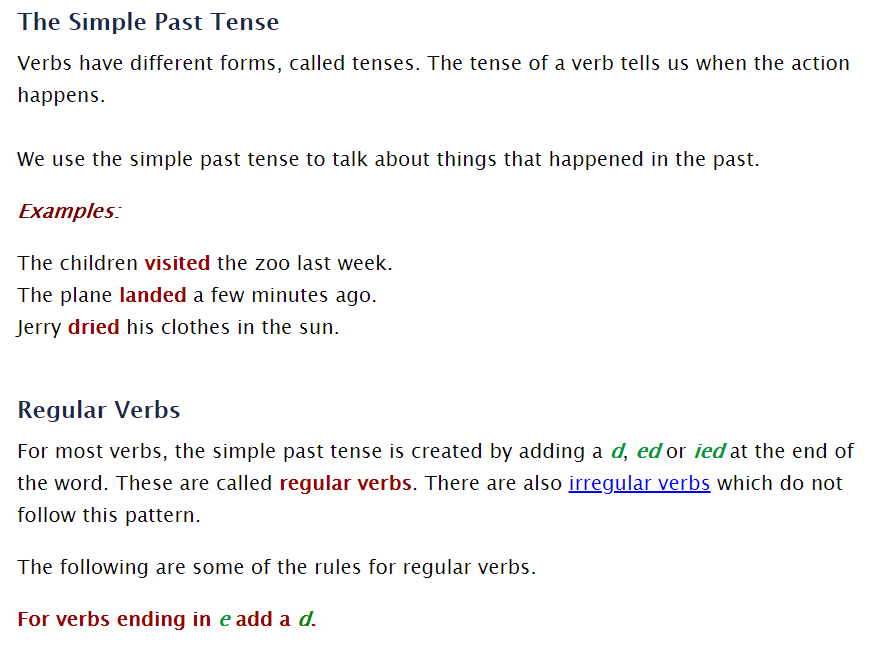 The Simple Past Tense
Verbs have different forms, called tenses. The tense of a verb tells us when the action
happens.
We use the simple past tense to talk about things that happened in the past.
Examples:
The children visited the zoo last week.
The plane landed a few minutes ago.
Jerry dried his clothes in the sun.
Regular Verbs
For most verbs, the simple past tense is created by adding a d, ed or ied at the end of
the word. These are called regular verbs. There are also irregular verbs which do not
follow this pattern.
The following are some of the rules for regular verbs.
For verbs ending in e add a d.